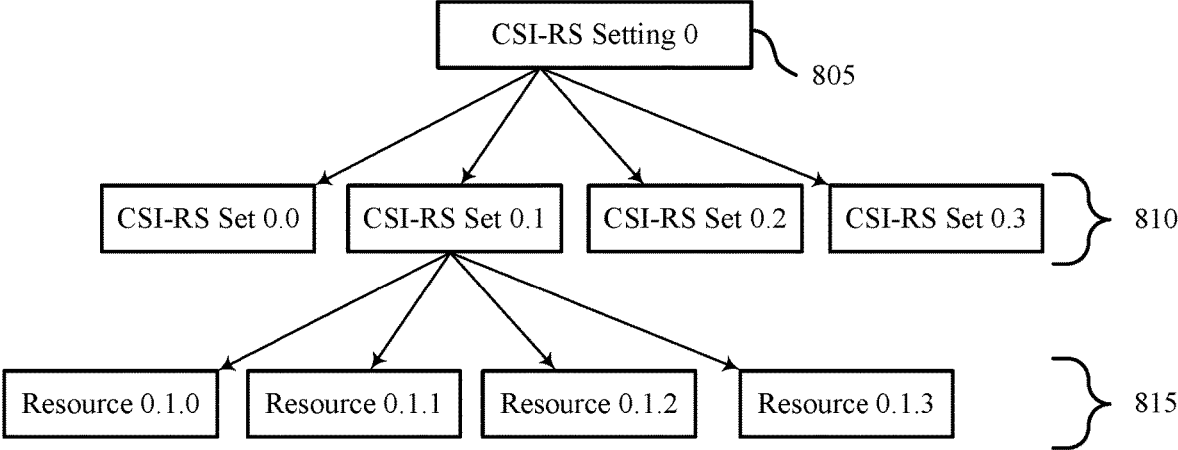 CSI-RS Setting 0
805
CSI-RS Set 0.0
CSI-RS Set 0.1
CSI-RS Set 0.2
CSI-RS Set 0.3
810
Resource 0.1.0
Resource 0.1.1
Resource 0.1.2
Resource 0.1.3
815